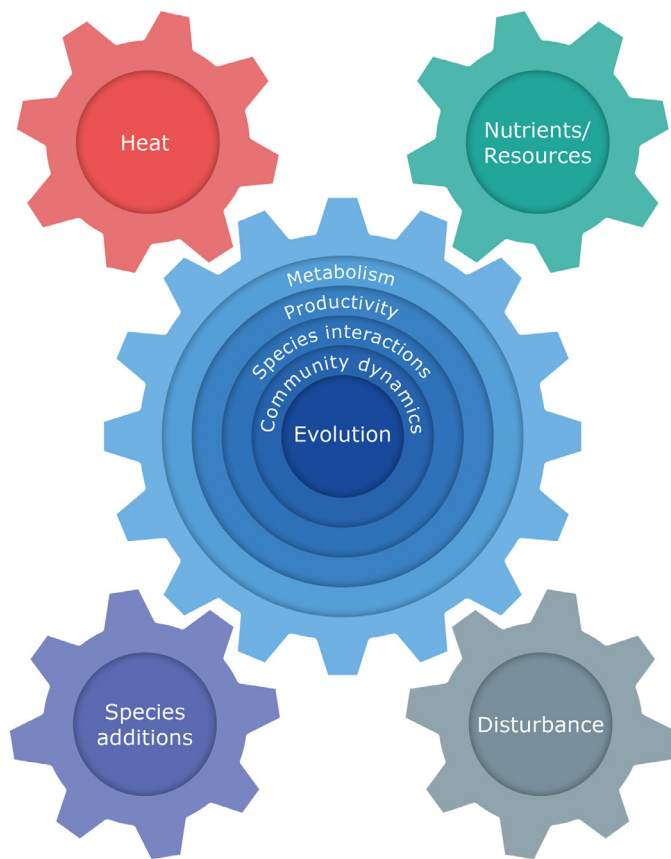 Heat
Nutrients/
Resources
Metabolism
Productivity
Species interactions
Community dynamics
Evolution
Species
additions
Disturbance